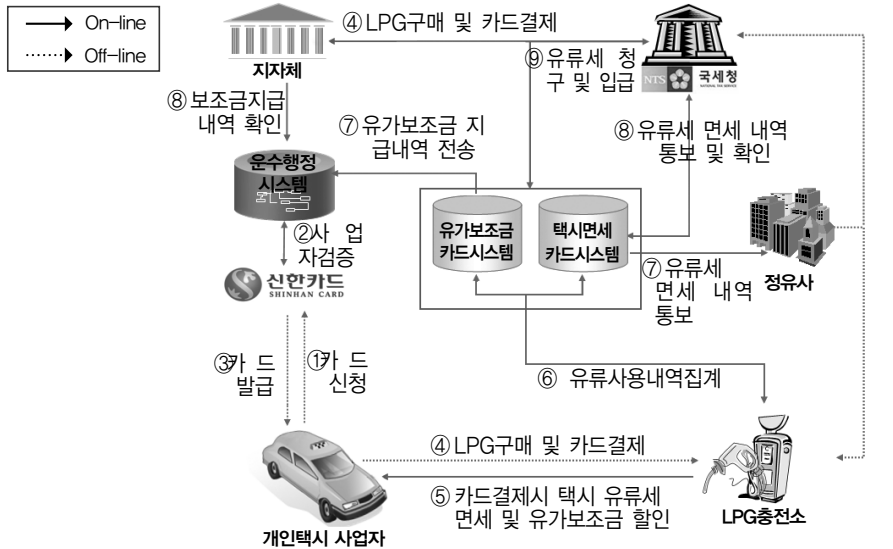 On-line
Off-line
④ LPG구매 및 카드결제
지자체
⑨ 유류세 청
구 및 입급
NTS 국세청
NATIONAL TAX SERVICE
⑧ 보조금지급
내역 확인
⑦ 유가보조금 지
급내역 전송
⑧ 유류세 면세 내역
통보 및 확인
운수행정
시스템
유가보조금
카드시스템
택시면세
카드시스템
②사 업
자검증
신한카드
SHINHAN CARD
⑦ 유류세
면세 내역
통보
정유사
③카 드
발급
①카 드
신청
⑥ 유류사용내역집계
④ LPG구매 및 카드결제
⑤ 카드결제시 택시 유류세
면세 및 유가보조금 할인
개인택시 사업자
LPG충전소